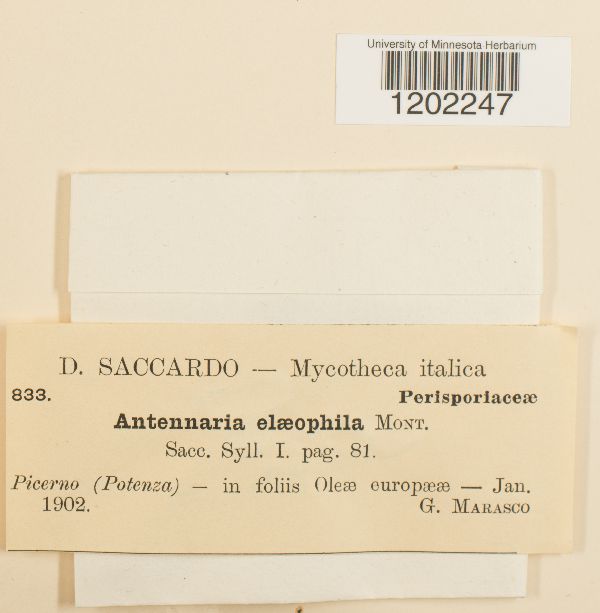 University of Minnesota Herbarium
1202247
D. SACCARDO — Mycotheca italica
833. Perisporiaceæ
Antennaria elæophila MONT.
Sacc. Syll. I. pag. 81.
Picerno (Potenza) — in foliis Oleæ europææ — Jan.
1902. G. MARASCO